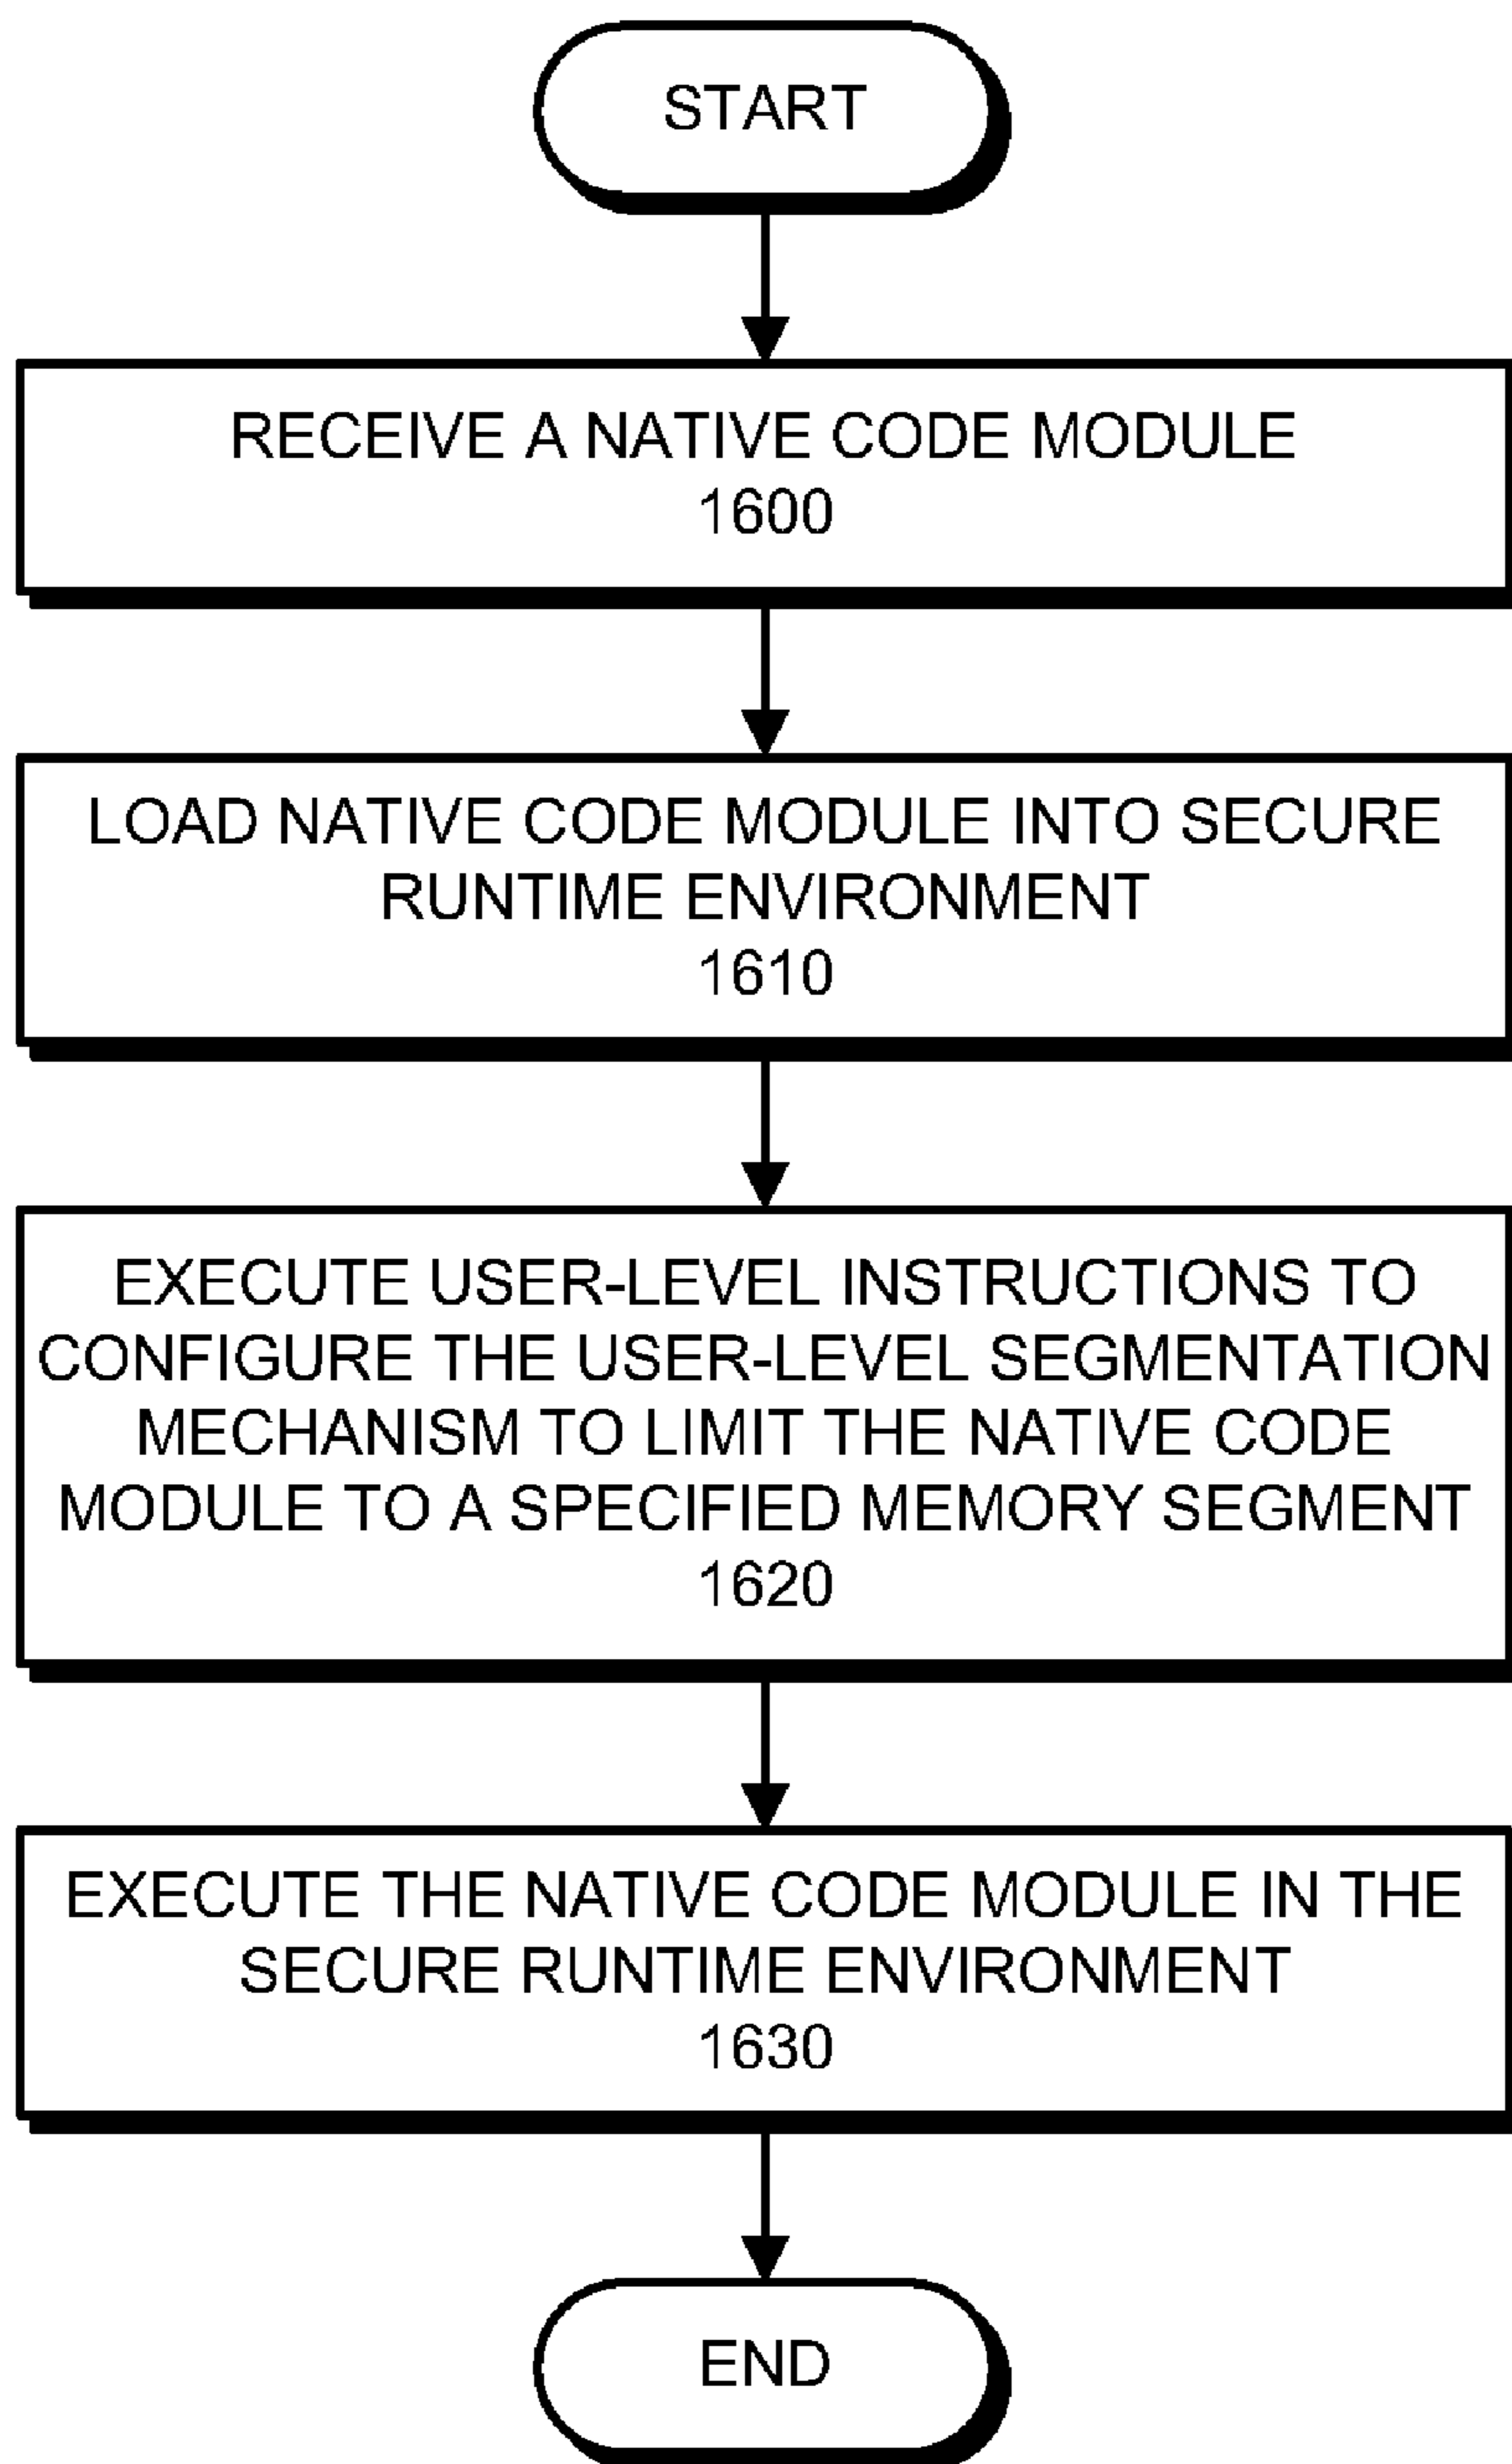 START
RECEIVE A NATIVE CODE MODULE
1600
LOAD NATIVE CODE MODULE INTO SECURE
RUNTIME ENVIRONMENT
1610
EXECUTE USER-LEVEL INSTRUCTIONS TO
CONFIGURE THE USER-LEVEL SEGMENTATION
MECHANISM TO LIMIT THE NATIVE CODE
MODULE TO A SPECIFIED MEMORY SEGMENT
1620
EXECUTE THE NATIVE CODE MODULE IN THE
SECURE RUNTIME ENVIRONMENT
1630
END